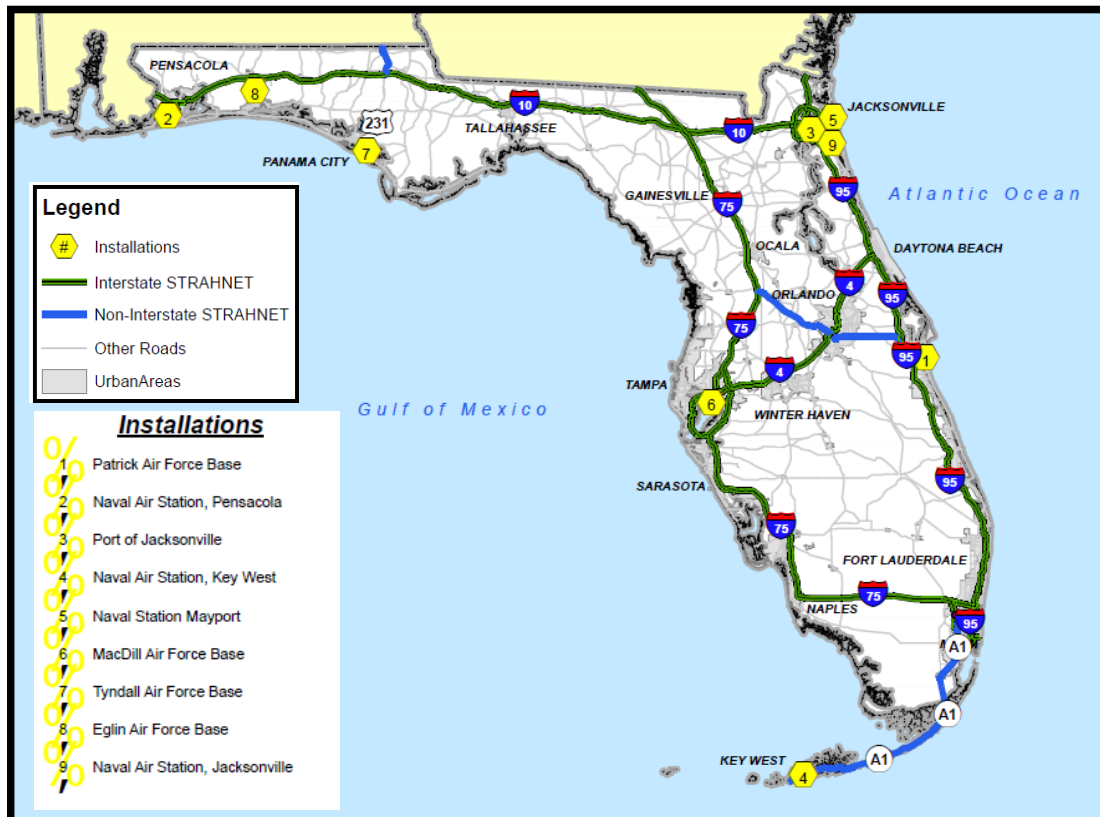 PENSACOLA
8
2
231
PANAMA CITY
7
10
TALLAHASSEE
10
JACKSONVILLE
5
3
9
95
Atlantic Ocean
GAINESVILLE
75
OCALA
DAYTONA BEACH
4
ORLANDO
95
75
95
1
4
TAMPA
6
WINTER HAVEN
Gulf of Mexico
SARASOTA
95
75
FORT LAUDERDALE
75
NAPLES
95
A1
A1
KEY WEST
A1
4
Legend
# Installations
Interstate STRAHNET
Non-Interstate STRAHNET
Other Roads
UrbanAreas
Installations
%
1 Patrick Air Force Base
%
2 Naval Air Station, Pensacola
%
3 Port of Jacksonville
%
4 Naval Air Station, Key West
%
5 Naval Station Mayport
%
6 MacDill Air Force Base
%
7 Tyndall Air Force Base
%
8 Eglin Air Force Base
%
9 Naval Air Station, Jacksonville